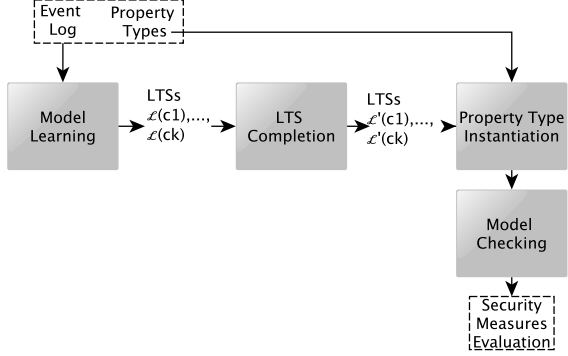 Event
Log
Property
Types
Model
Learning
LTSs
ℒ(c1),...,
ℒ(ck)
LTS
Completion
LTSs
ℒ'(c1),...,
ℒ'(ck)
Property Type
Instantiation
Model
Checking
Security
Measures
Evaluation